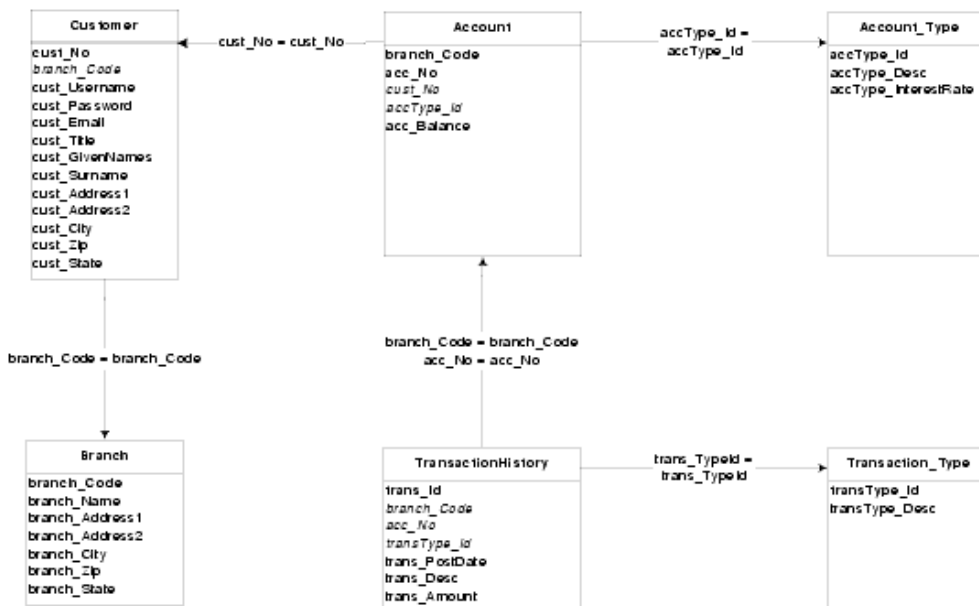 Customer
cust_No
branch_Code
cust_Username
cust_Password
cust_Email
cust_Title
cust_GivenNames
cust_Surname
cust_Address1
cust_Address2
cust_City
cust_Zip
cust_State
cust_No = cust_No
Account
branch_Code
acc_No
cust_No
accType_Id
acc_Balance
accType_Id =
accType_Id
Account_Type
accType_Id
accType_Desc
accType_InterestRate
branch_Code = branch_Code
branch_Code = branch_Code
acc_No = acc_No
Branch
branch_Code
branch_Name
branch_Address1
branch_Address2
branch_City
branch_Zip
branch_State
TransactionHistory
trans_Id
branch_Code
acc_No
transType_Id
trans_PostDate
trans_Desc
trans_Amount
trans_TypeId =
trans_TypeId
Transaction_Type
transType_Id
transType_Desc